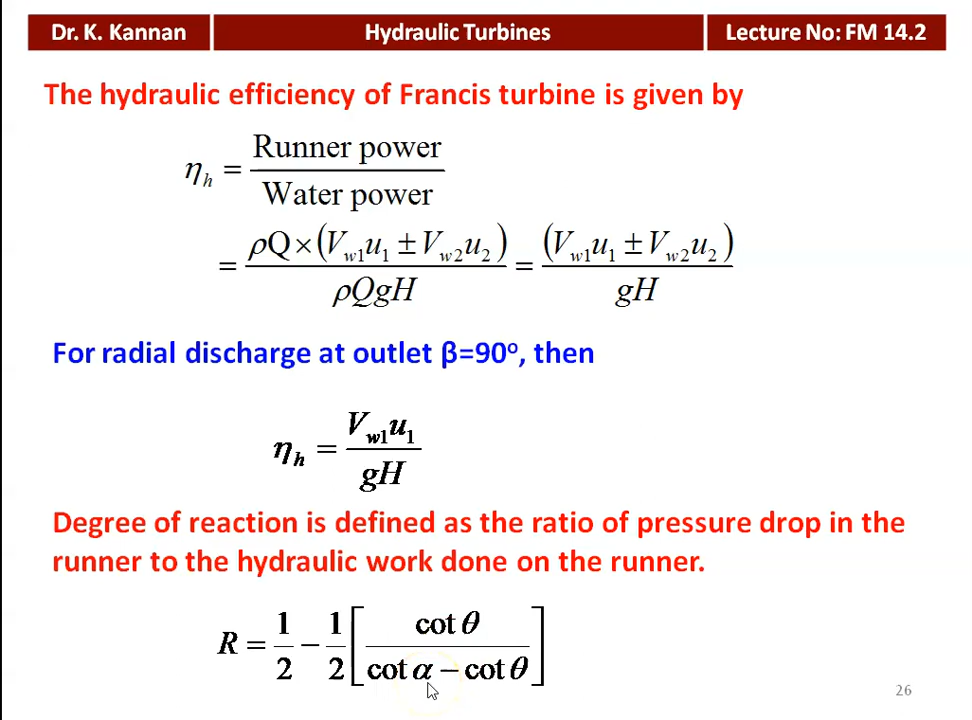 Dr. K. Kannan Hydraulic Turbines Lecture No: FM 14.2
The hydraulic efficiency of Francis turbine is given by
η_h = Runner power / Water power
= ρQ×(V_w1 u_1 ± V_w2 u_2) / ρQgH = (V_w1 u_1 ± V_w2 u_2) / gH
For radial discharge at outlet β=90°, then
η_h = V_w1 u_1 / gH
Degree of reaction is defined as the ratio of pressure drop in the
runner to the hydraulic work done on the runner.
R = 1/2 − 1/2 [cot θ / (cot α − cot θ)]
26